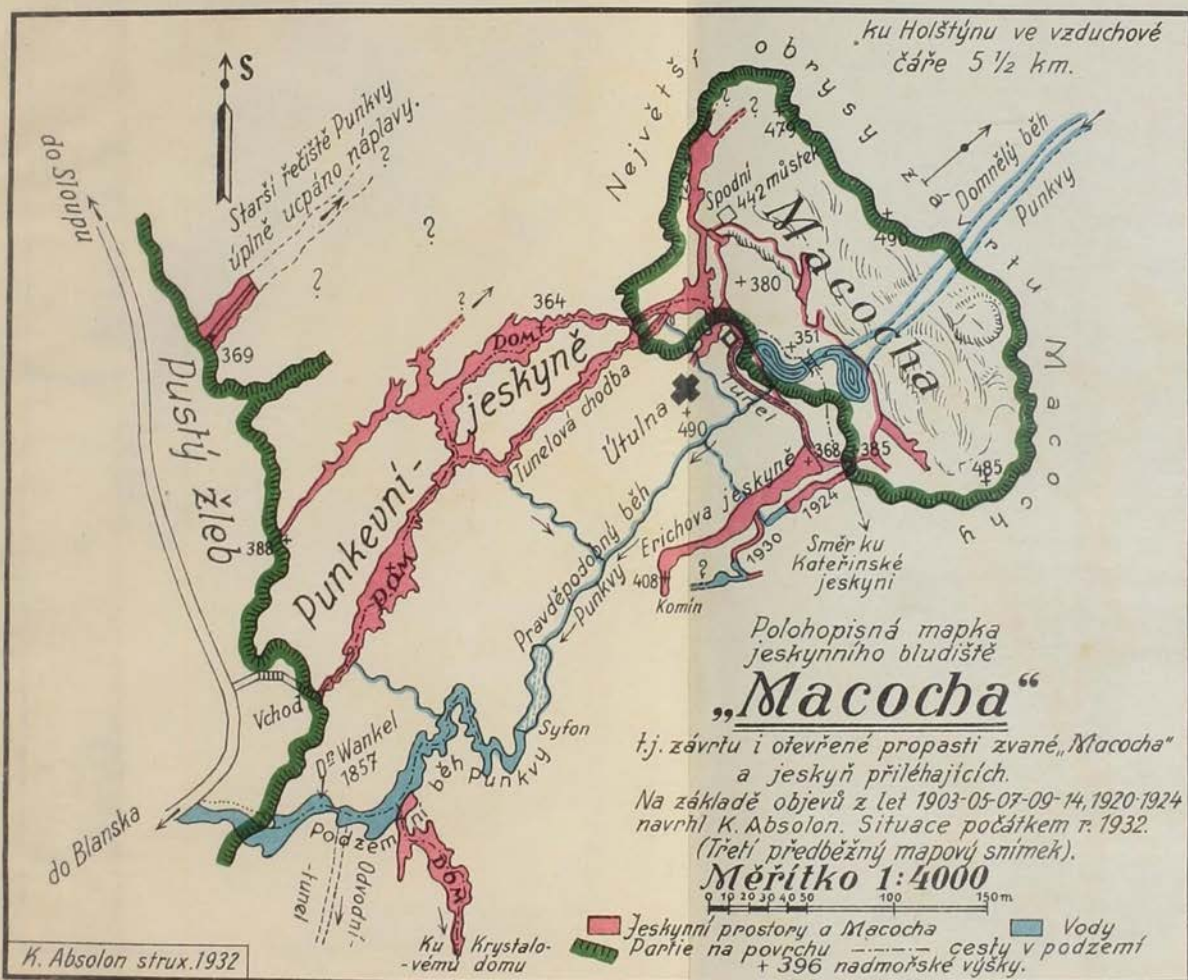 ku Holštýnu ve vzduchové
čáře 5 1/2 km.
S
Starší řečiště Punkvy
úplně ucpáno náplavy.
?
?
?
?
do Sloupu
Největší obrysy závrtu Macochy
?
?
479
Spodní
442 můstek
Macocha
490
Domnělý běh
Punkvy
+380
+351
369
364
?
DOM
Punkevní-
jeskyně
Tunelová chodba
Útulna
+
490
Tunel
Pustý žleb
388
DÓM
368
385
485
Erichova jeskyně
1924
1930
?
408
Komín
Směr ku
Kateřinské
jeskyni
Pravděpodobný běh
Punkvy
Vchod
Syfon
Dr Wankel
1857
Podzemní běh Punkvy
DÓM
do Blanska
Odvodní-
-tunel
Ku Krystalo-
-vému domu
Polohopisná mapka
jeskynního bludiště
„Macocha“
t.j. závrtu i otevřené propasti zvané „Macocha“
a jeskyň přiléhajících.
Na základě objevů z let 1903-05-07-09-14, 1920-1924
navrhl K. Absolon. Situace počátkem r. 1932.
(Třetí předběžný mapový snímek).
Měřítko 1:4000
0 10 20 30 40 50 100 150m
Jeskynní prostory a Macocha
Vody
Partie na povrchu
cesty v podzemí
+ 396 nadmořské výšky.
K. Absolon strux. 1932